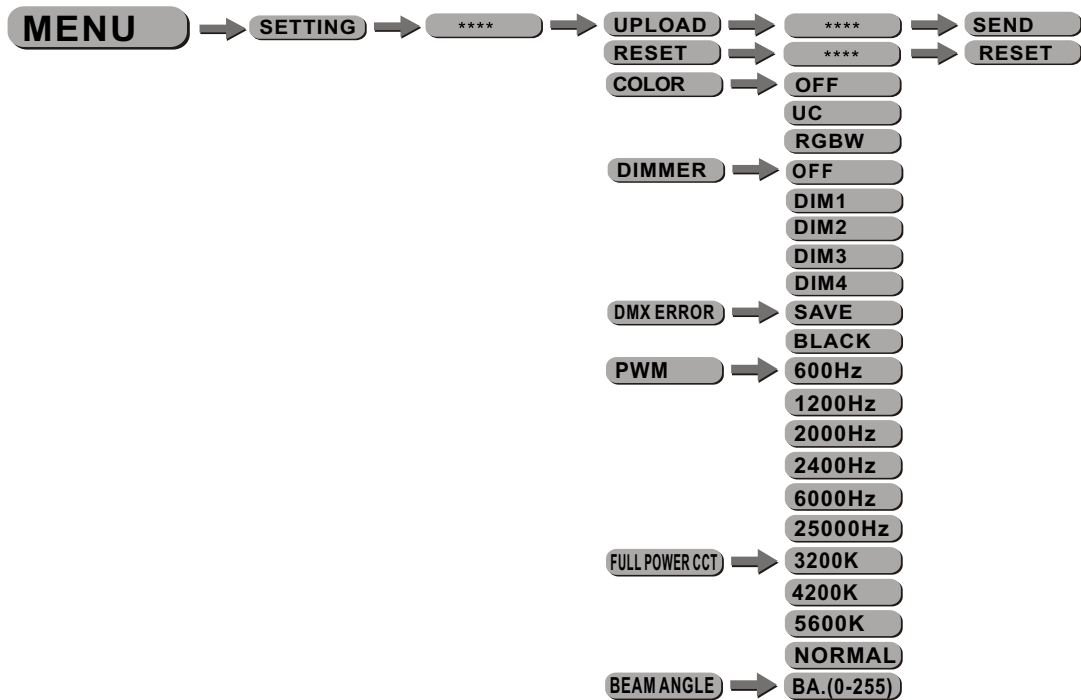 MENU SETTING **** UPLOAD **** SEND
RESET **** RESET
COLOR OFF
UC
RGBW
DIMMER OFF
DIM1
DIM2
DIM3
DIM4
DMX ERROR SAVE
BLACK
PWM 600Hz
1200Hz
2000Hz
2400Hz
6000Hz
25000Hz
FULL POWER CCT 3200K
4200K
5600K
NORMAL
BEAM ANGLE BA.(0-255)